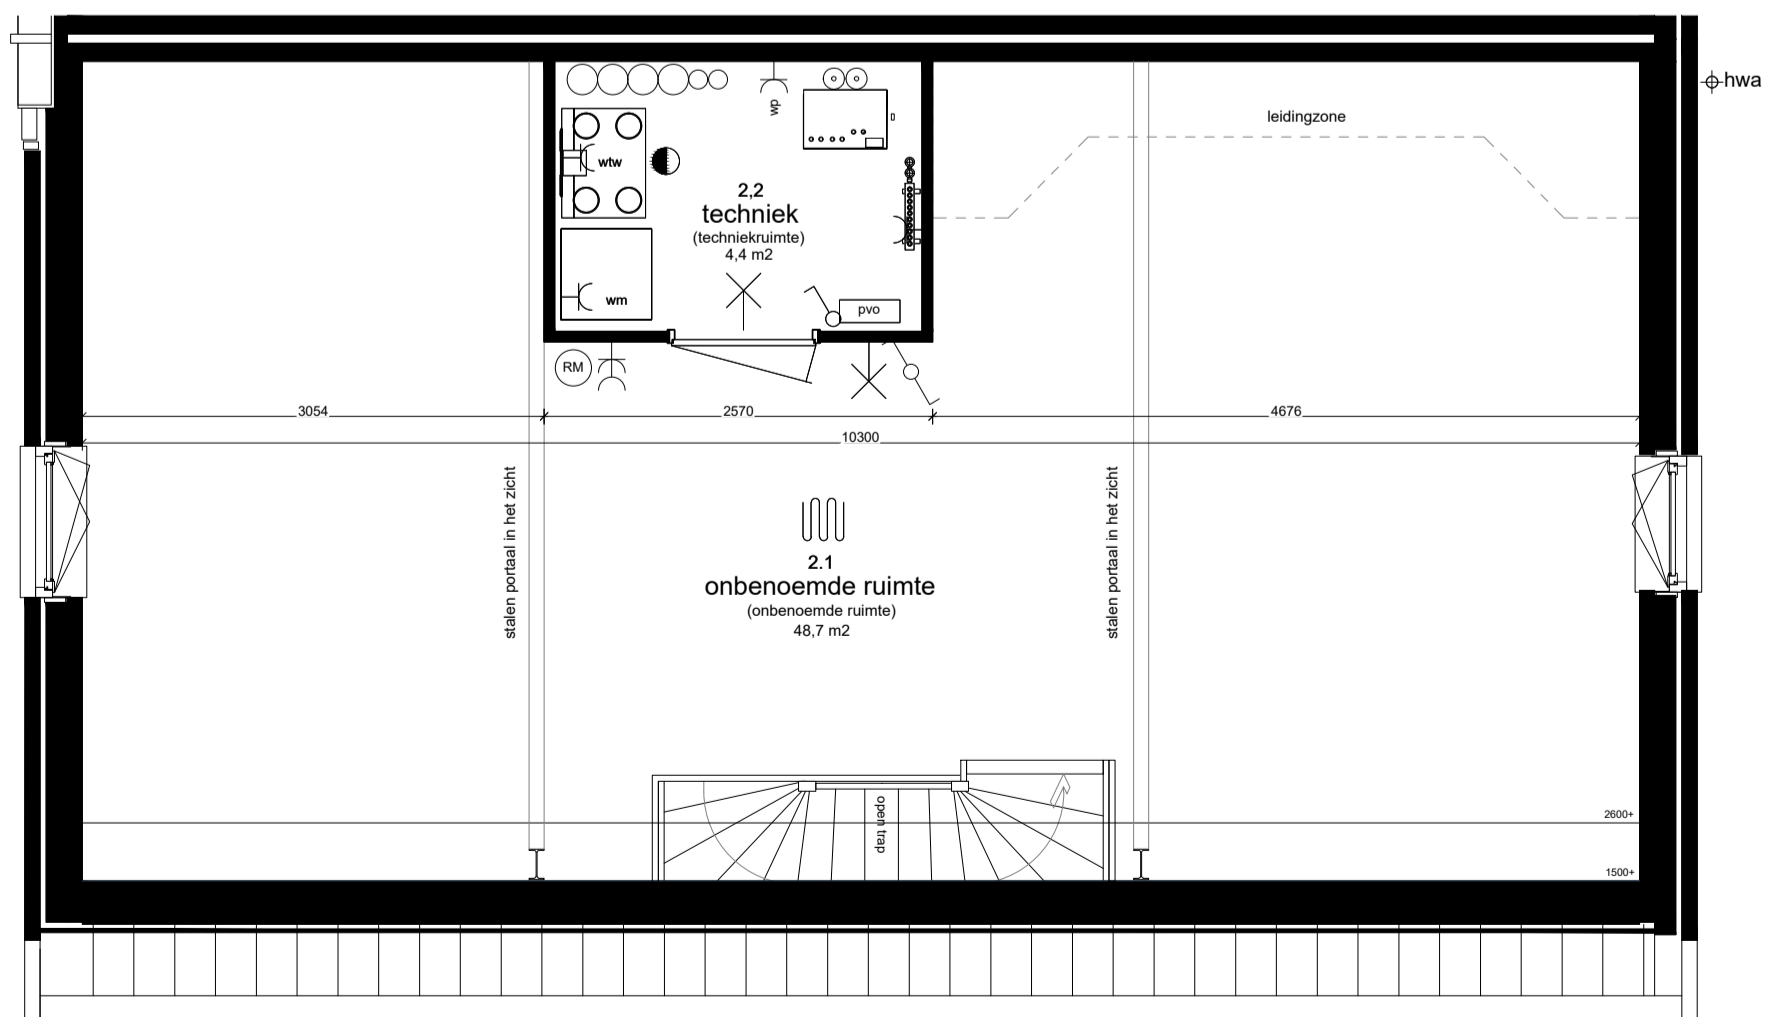 hwa
leidingzone
wp
wtw
2,2
techniek
(techniekruimte)
4,4 m2
wm
pvo
RM
3054
2570
4676
10300
stalen portaal in het zicht
stalen portaal in het zicht
2.1
onbenoemde ruimte
(onbenoemde ruimte)
48,7 m2
open trap
2600+
1500+